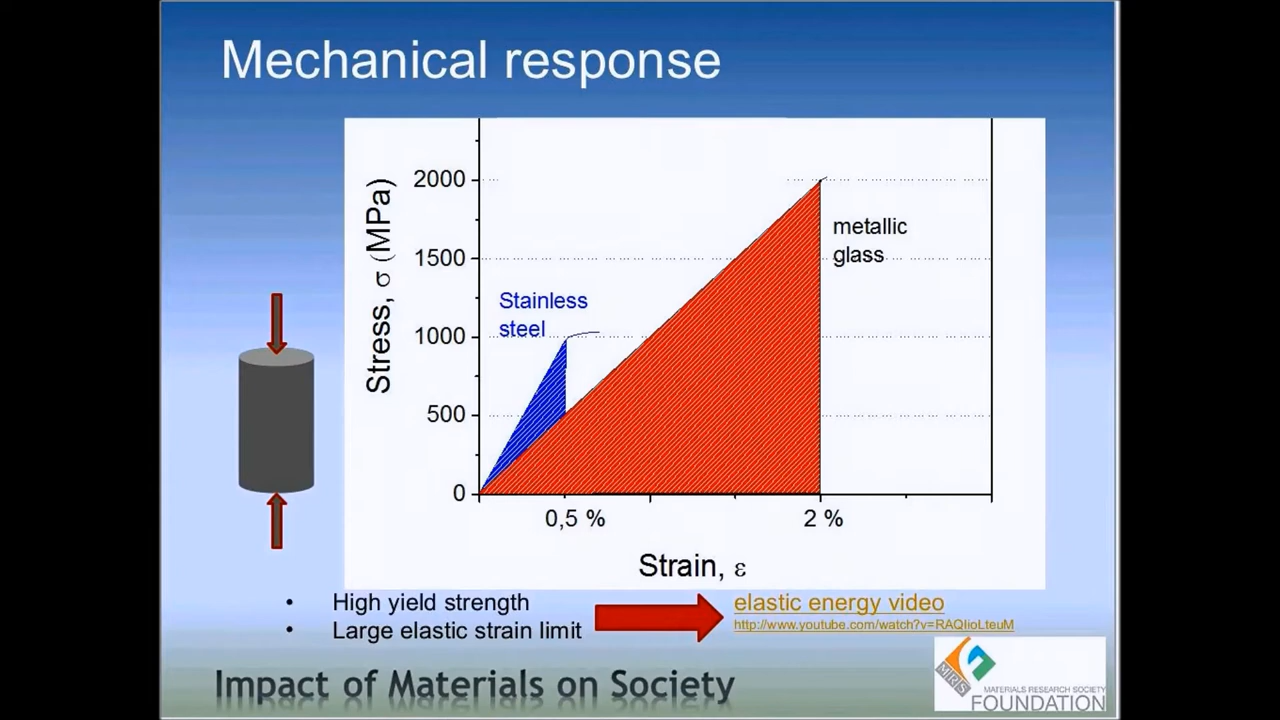 Mechanical response
Stress, σ (MPa)
2000
1500
1000
500
0
Stainless
steel
metallic
glass
0,5 %
2 %
Strain, ε
• High yield strength
• Large elastic strain limit
elastic energy video
http://www.youtube.com/watch?v=RAQlioLteuM
Impact of Materials on Society
MRS
MATERIALS RESEARCH SOCIETY
FOUNDATION